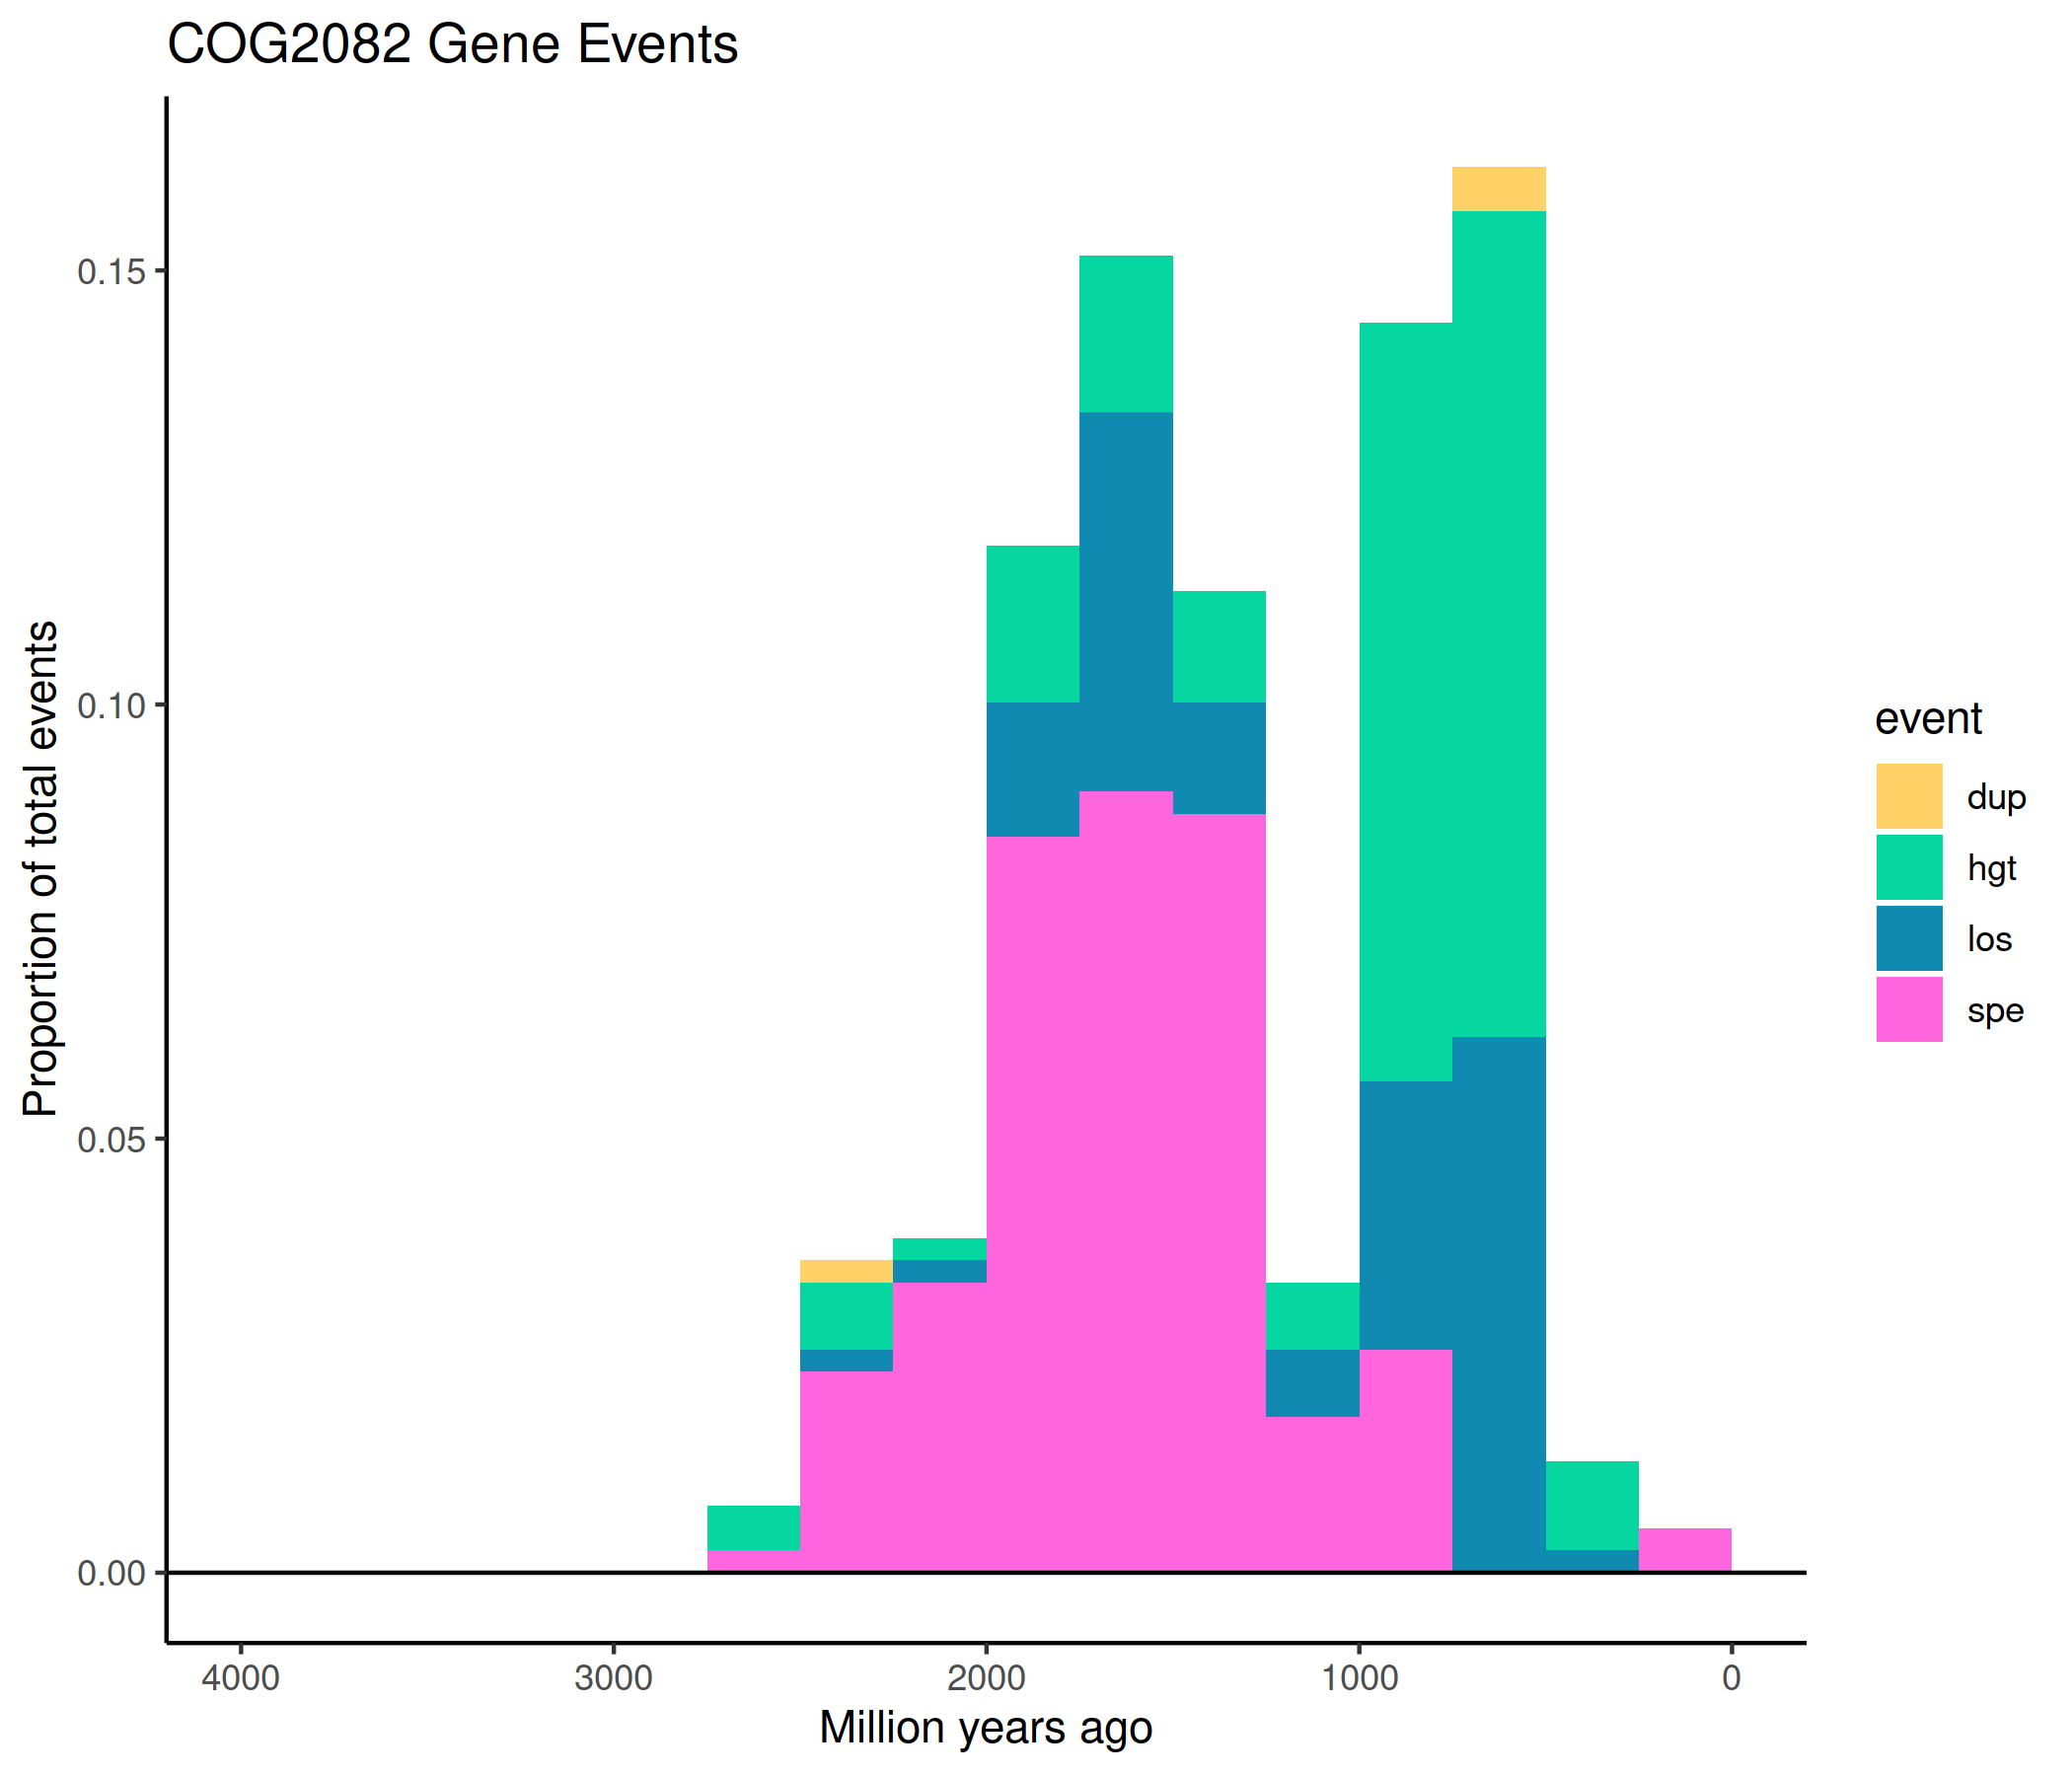 COG2082 Gene Events
Proportion of total events
0.15
0.10
0.05
0.00
4000 3000 2000 1000 0
Million years ago
event
dup
hgt
los
spe